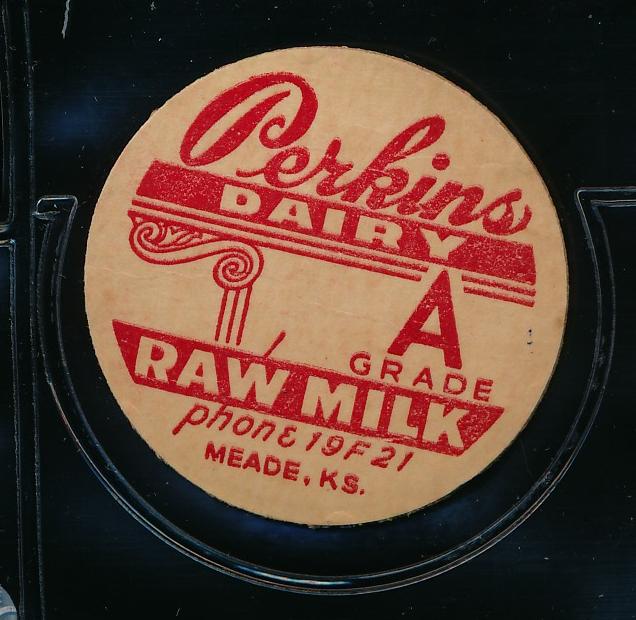 Perkins
DAIRY
A
GRADE
RAW MILK
phone 19F21
MEADE, KS.